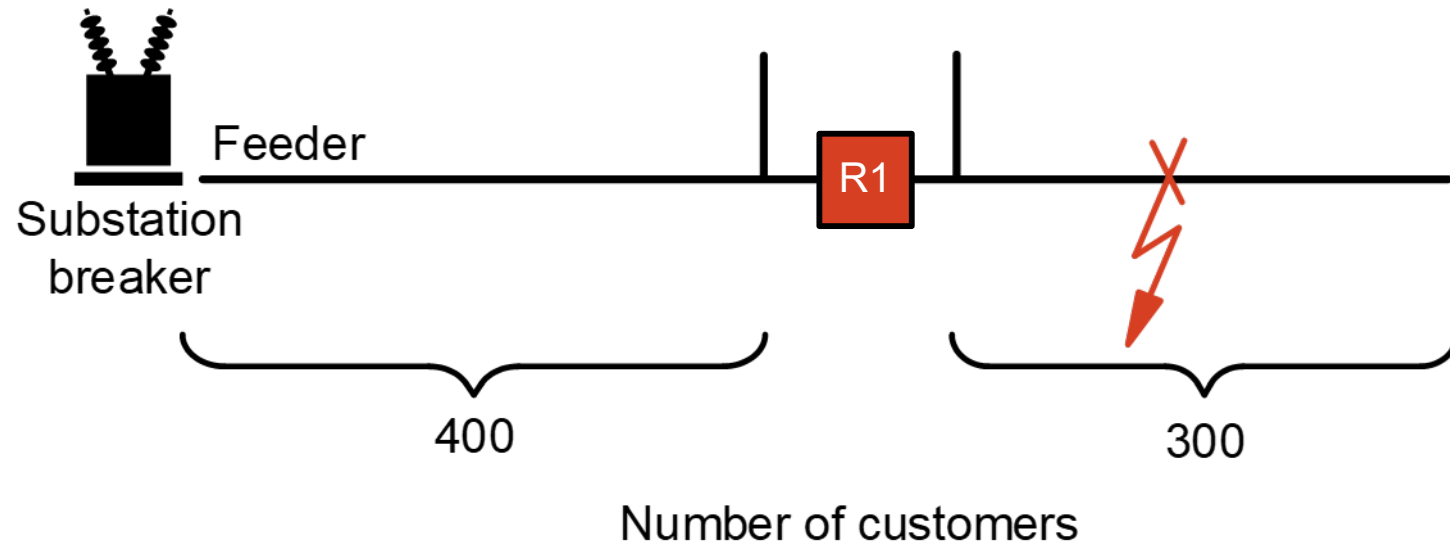 Feeder
R1
Substation
breaker
400
300
Number of customers